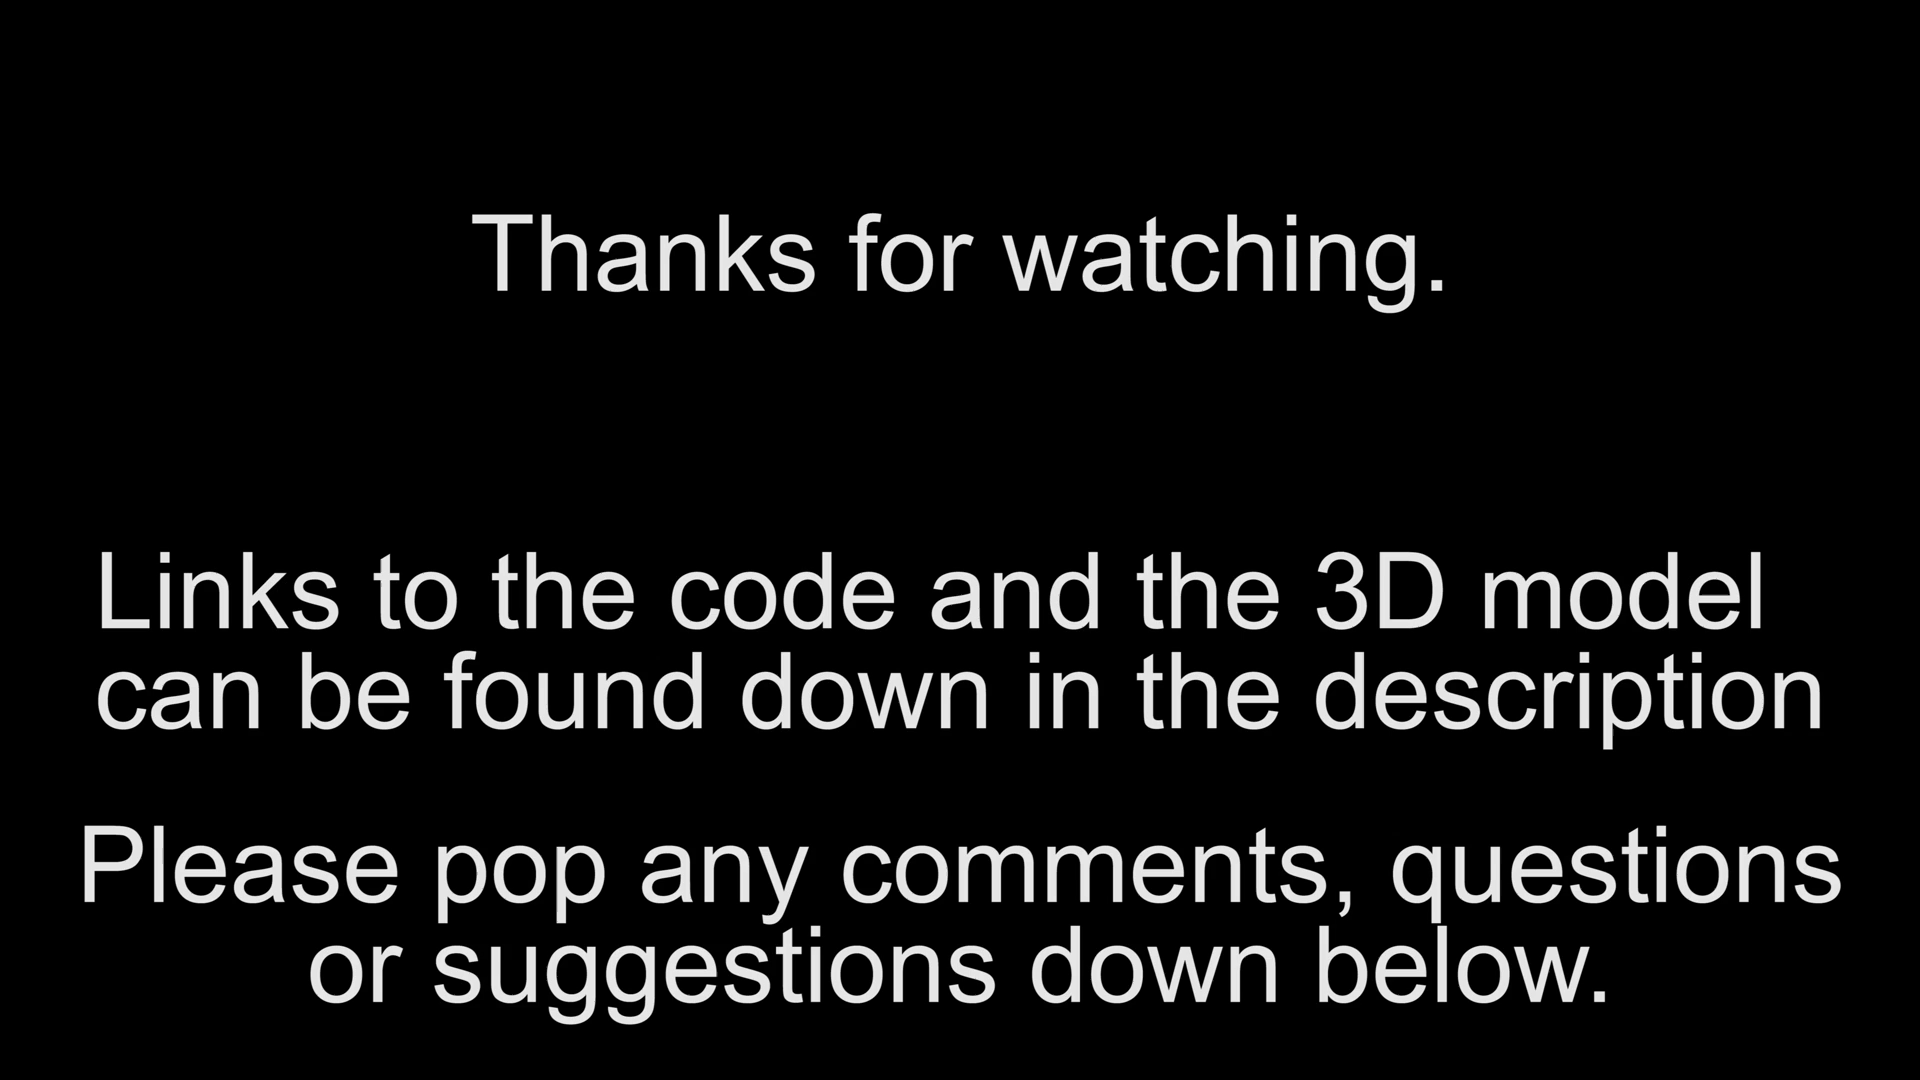 Thanks for watching.
Links to the code and the 3D model
can be found down in the description
Please pop any comments, questions
or suggestions down below.